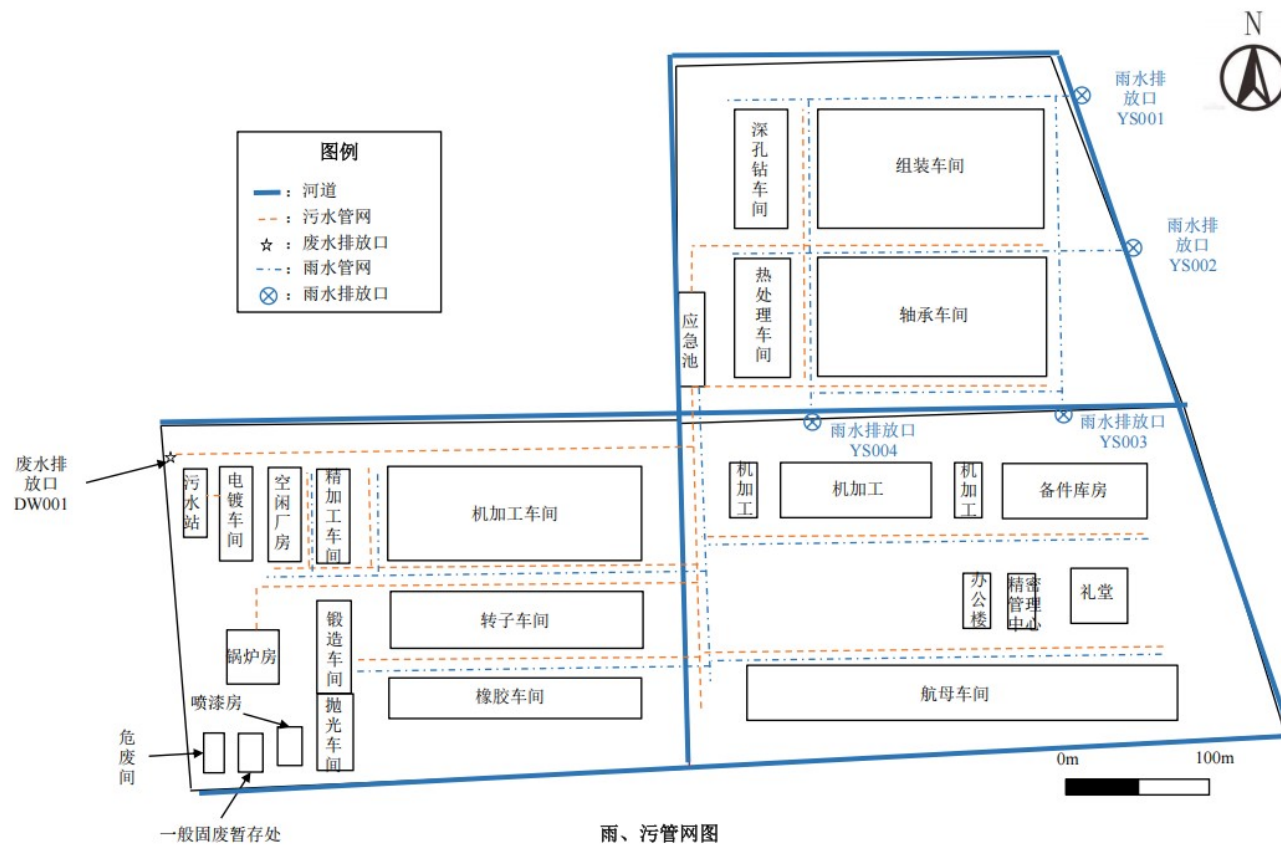 N
雨水排
放口
YS001
图例
：河道
：污水管网
：废水排放口
：雨水管网
：雨水排放口
深孔钻车间
组装车间
雨水排
放口
YS002
热处理车间
轴承车间
应急池
雨水排放口
YS004
雨水排放口
YS003
废水排
放口
DW001
污水站
电镀车间
空闲厂房
精加工车间
机加工车间
机加工
机加工
机加工
备件库房
办公楼
精密管理中心
礼堂
锻造车间
转子车间
锅炉房
橡胶车间
航母车间
喷漆房
抛光车间
危废间
一般固废暂存处
0m
100m
雨、污管网图